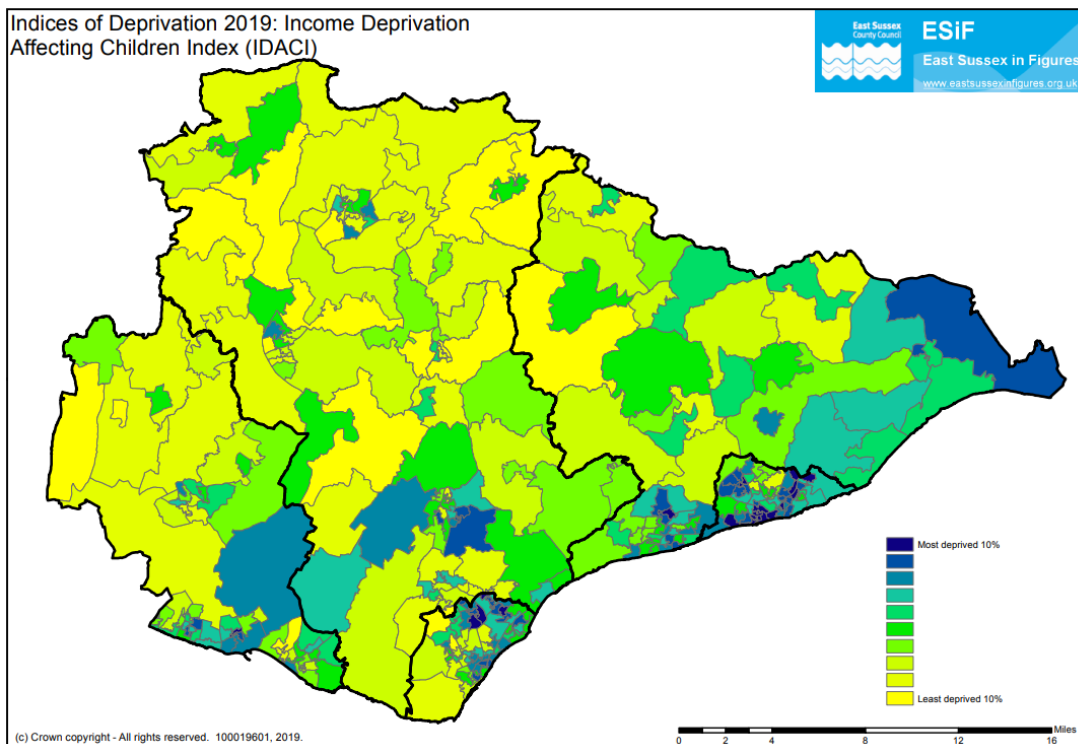 Indices of Deprivation 2019: Income Deprivation
Affecting Children Index (IDACI)
East Sussex
County Council
ESiF
East Sussex in Figures
www.eastsussexinfigures.org.uk
Most deprived 10%
Least deprived 10%
(c) Crown copyright - All rights reserved. 100019601, 2019.
Miles
0 2 4 8 12 16